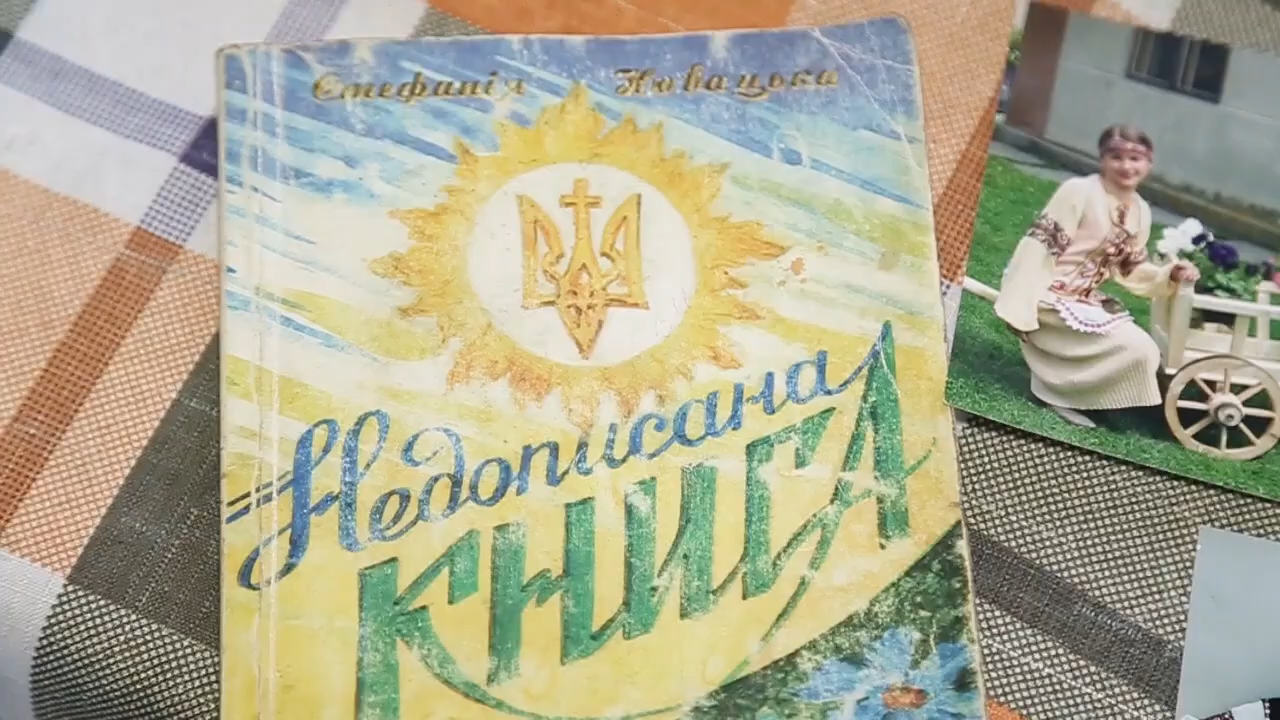 Стефанія Новацька
Недописана
КНИГА